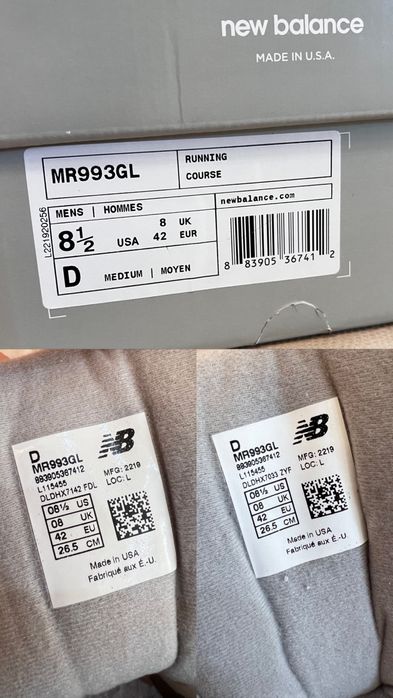 new balance
MADE IN U.S.A.
MR993GL
RUNNING
COURSE
L221920256
MENS | HOMMES
8½ USA
8 UK
42 EUR
D MEDIUM | MOYEN
newbalance.com
8 83905 36741 2
D
MR993GL
883905367412
L115455
DLDHX7142 FDL
08½ US
08 UK
42 EU
26.5 CM
NB
MFG: 2219
LOC: L
Made in USA
Fabriqué aux É.-U.
D
MR993GL
883905367412
L115455
DLDHX7033 ZYF
08½ US
08 UK
42 EU
26.5 CM
NB
MFG: 2219
LOC: L
Made in USA
Fabriqué aux É.-U.